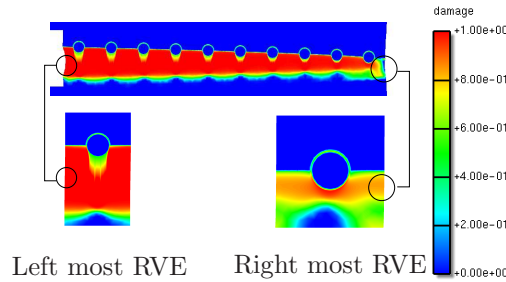 damage
+1.00e+00
+8.00e-01
+6.00e-01
+4.00e-01
+2.00e-01
+0.00e+00
Left most RVE
Right most RVE